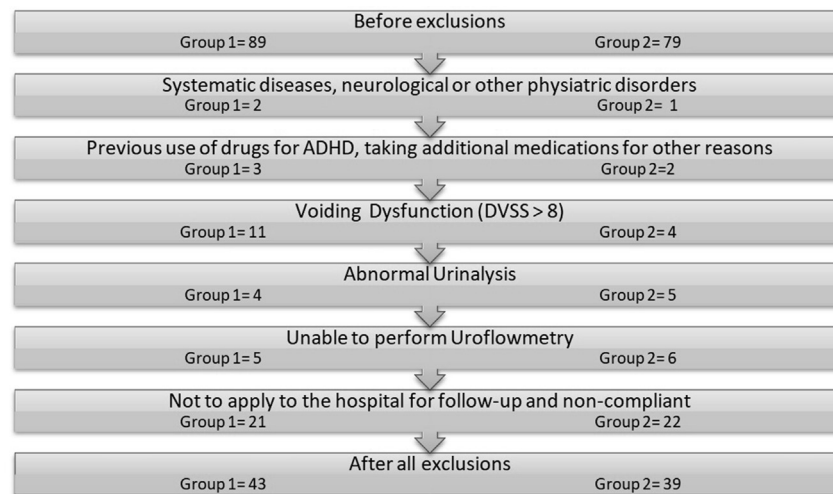 Before exclusions
Group 1= 89 Group 2= 79
Systematic diseases, neurological or other physiatric disorders
Group 1= 2 Group 2= 1
Previous use of drugs for ADHD, taking additional medications for other reasons
Group 1= 3 Group 2=2
Voiding Dysfunction (DVSS > 8)
Group 1= 11 Group 2= 4
Abnormal Urinalysis
Group 1= 4 Group 2= 5
Unable to perform Uroflowmetry
Group 1= 5 Group 2= 6
Not to apply to the hospital for follow-up and non-compliant
Group 1= 21 Group 2= 22
After all exclusions
Group 1= 43 Group 2= 39